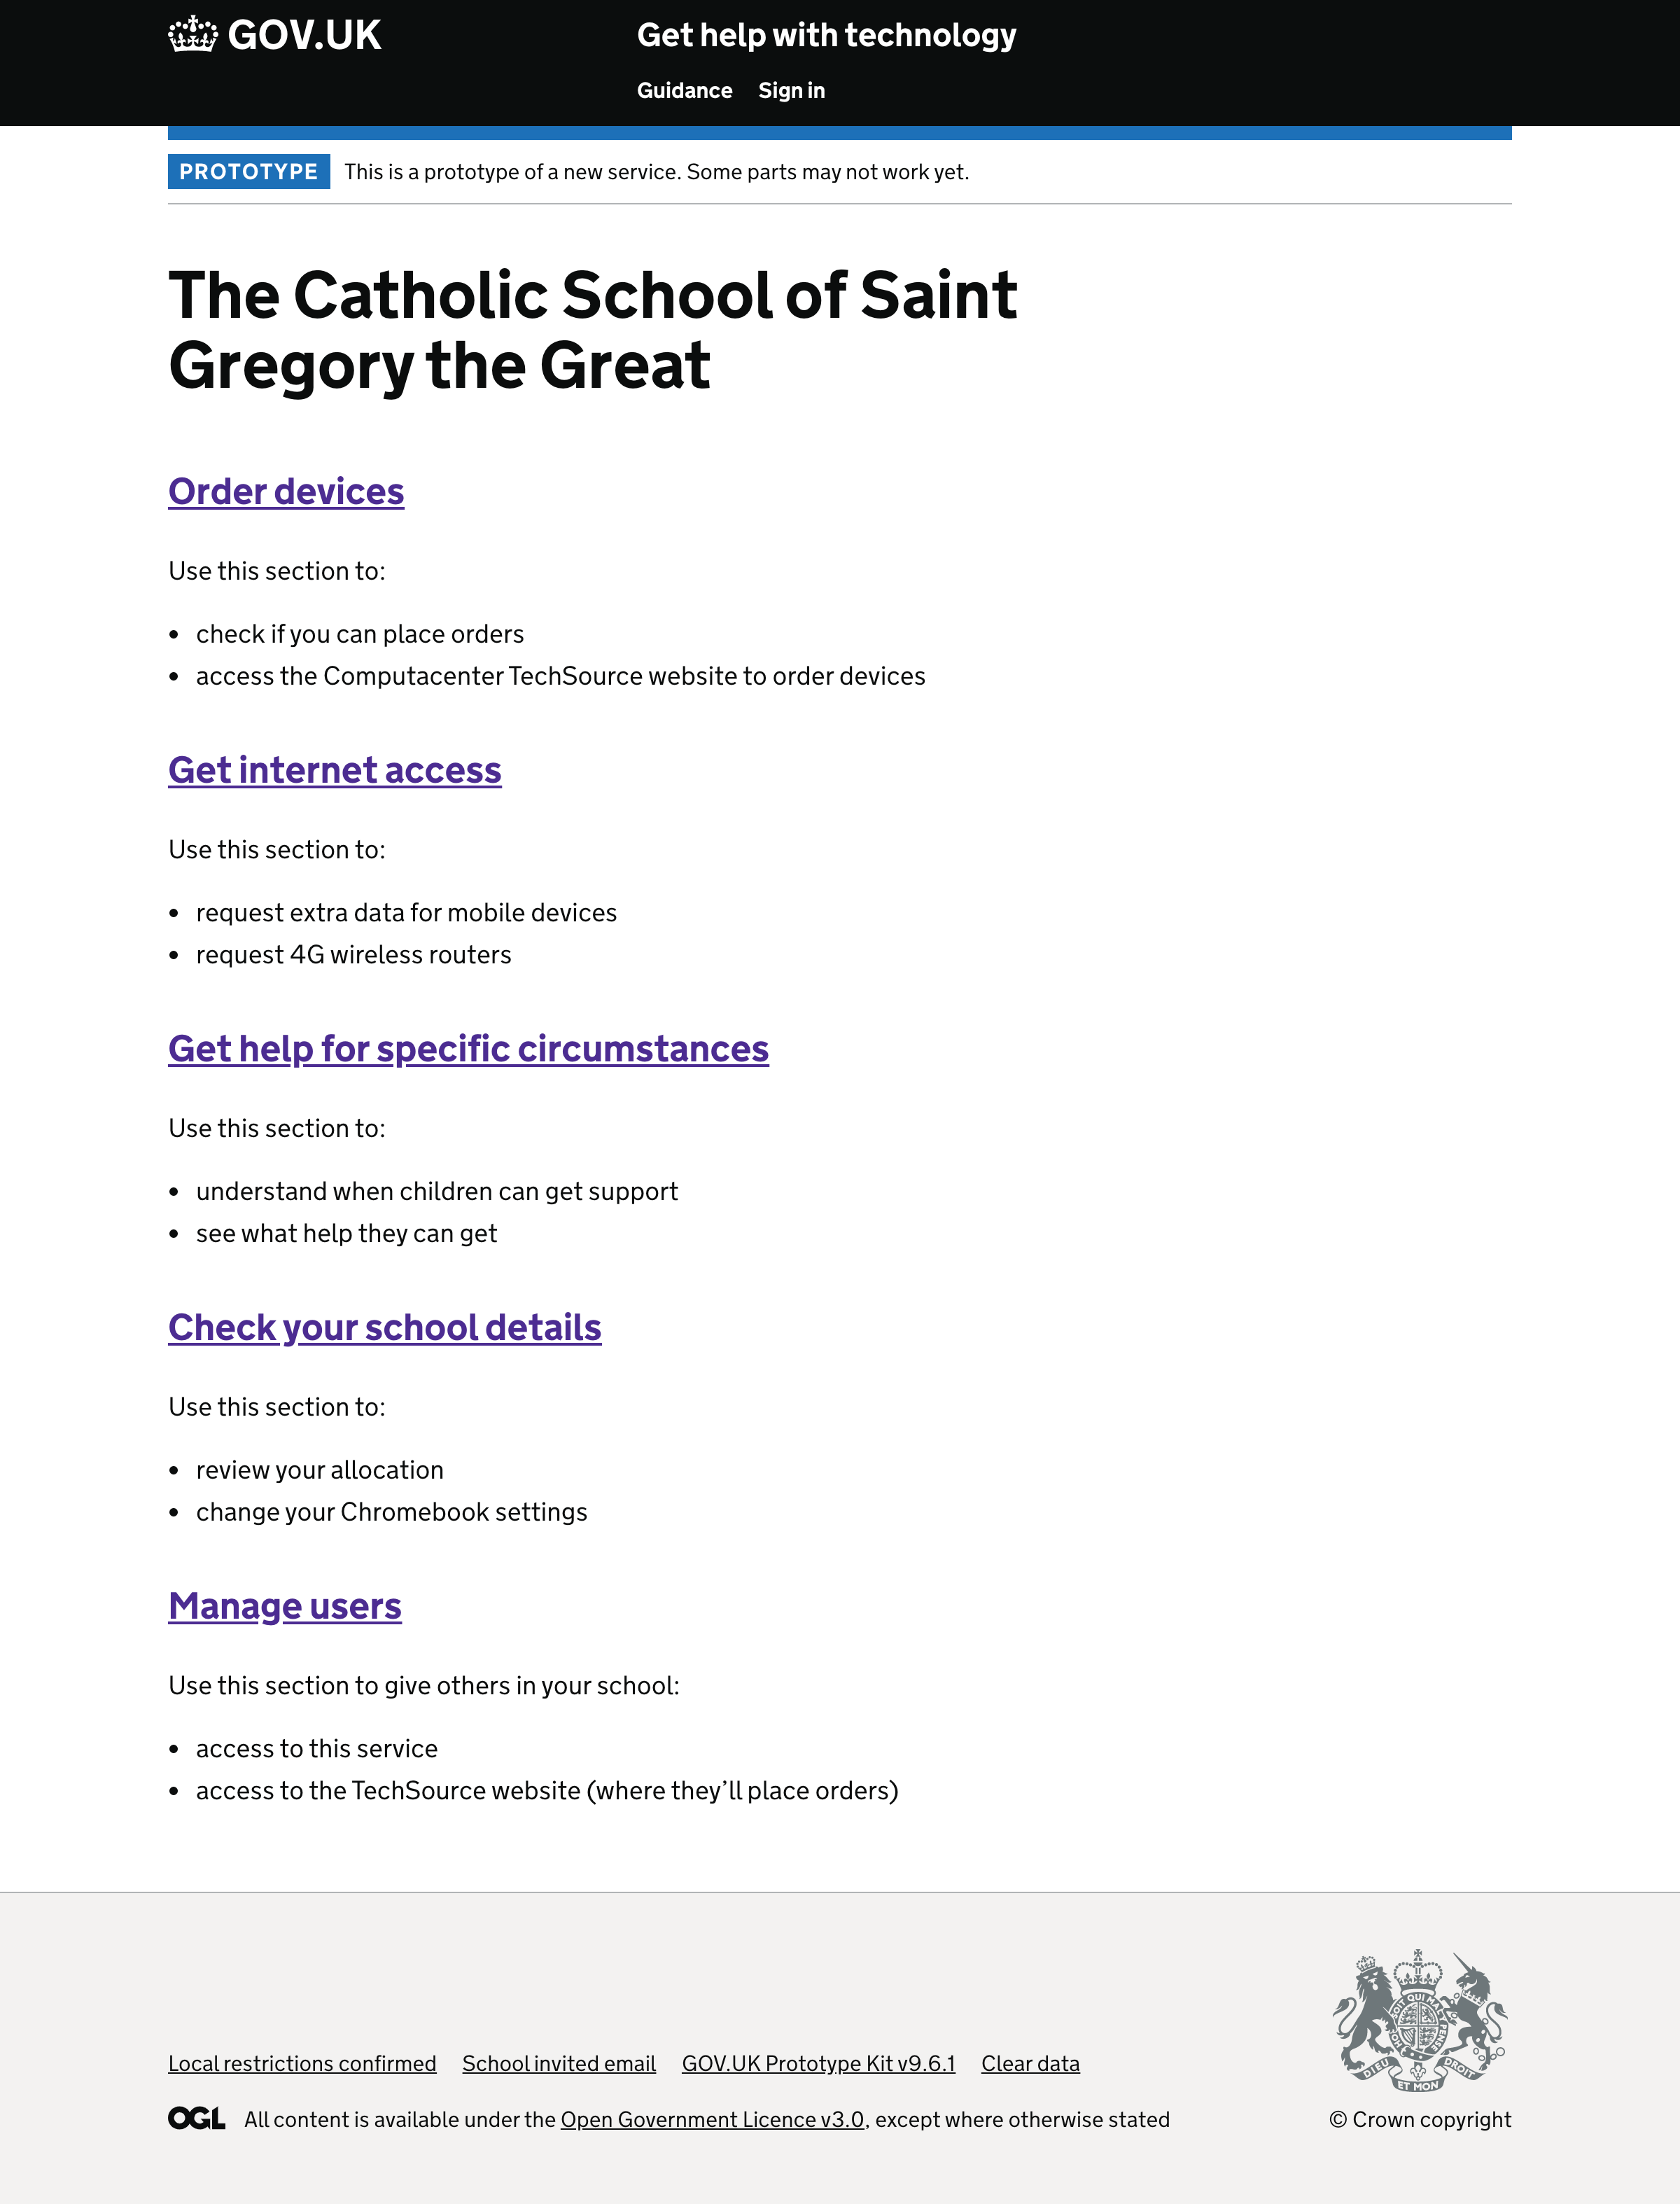 GOV.UK
Get help with technology
Guidance Sign in
PROTOTYPE This is a prototype of a new service. Some parts may not work yet.
The Catholic School of Saint
Gregory the Great
Order devices
Use this section to:
• check if you can place orders
• access the Computacenter TechSource website to order devices
Get internet access
Use this section to:
• request extra data for mobile devices
• request 4G wireless routers
Get help for specific circumstances
Use this section to:
• understand when children can get support
• see what help they can get
Check your school details
Use this section to:
• review your allocation
• change your Chromebook settings
Manage users
Use this section to give others in your school:
• access to this service
• access to the TechSource website (where they’ll place orders)
Local restrictions confirmed School invited email GOV.UK Prototype Kit v9.6.1 Clear data
OGL All content is available under the Open Government Licence v3.0, except where otherwise stated
DIEU ET MON DROIT
© Crown copyright